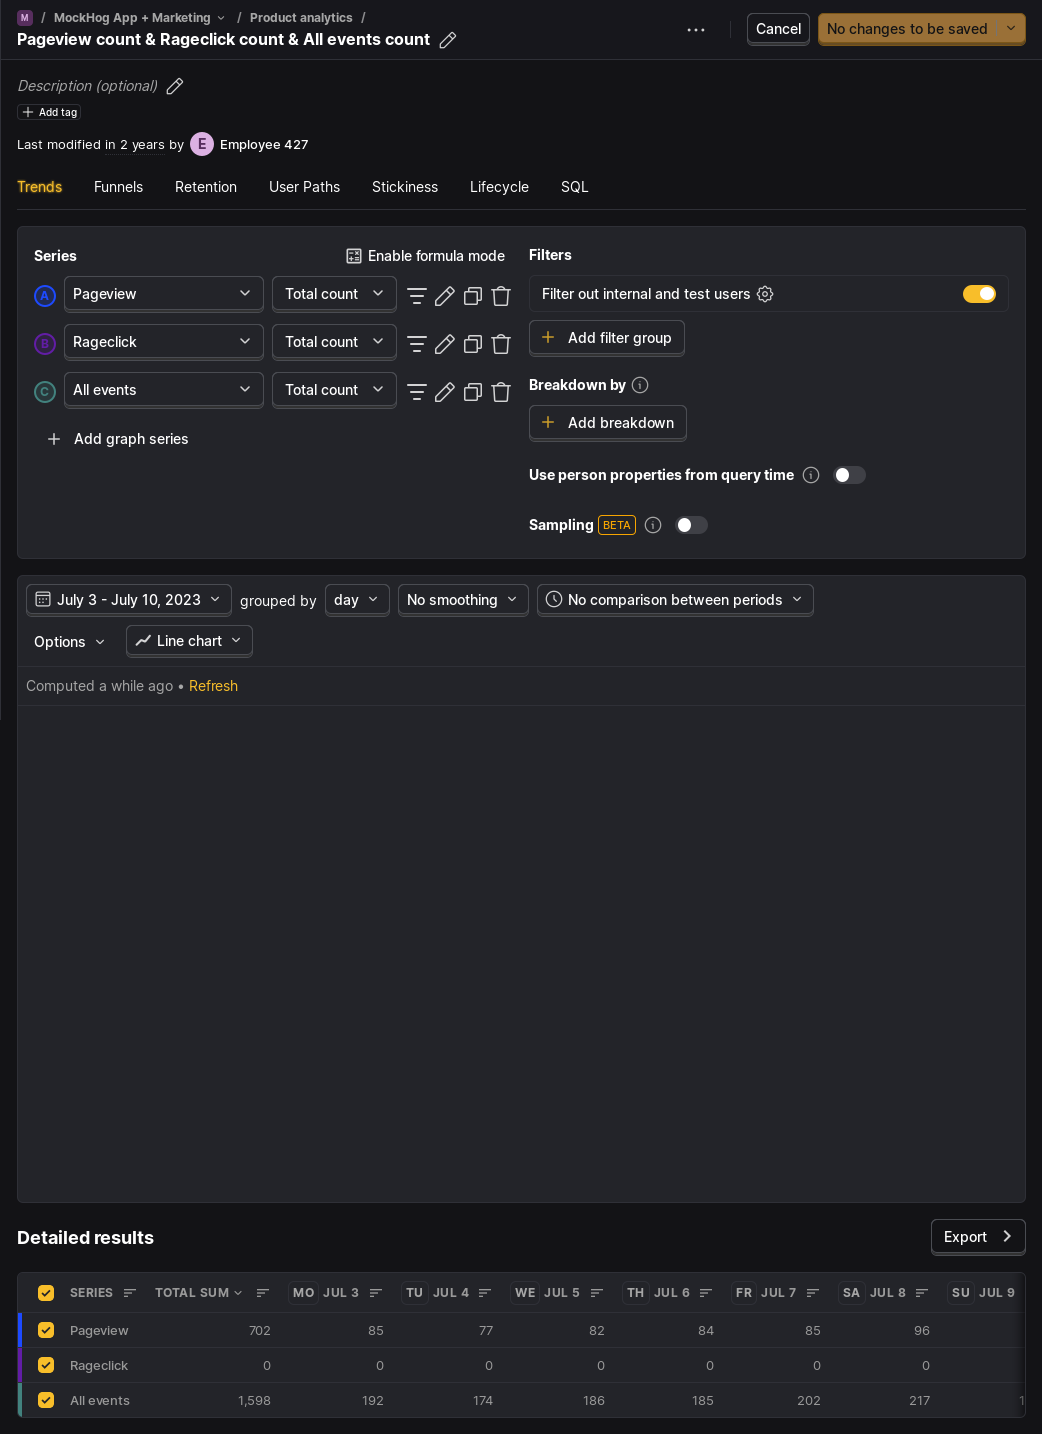 M / MockHog App + Marketing / Product analytics /
Pageview count & Rageclick count & All events count
Cancel
No changes to be saved
Description (optional)
Add tag
Last modified in 2 years by E Employee 427
Trends Funnels Retention User Paths Stickiness Lifecycle SQL
Series
Enable formula mode
A Pageview Total count
B Rageclick Total count
C All events Total count
Add graph series
Filters
Filter out internal and test users
Add filter group
Breakdown by
Add breakdown
Use person properties from query time
Sampling BETA
July 3 - July 10, 2023 grouped by day No smoothing No comparison between periods
Options Line chart
Computed a while ago • Refresh
Detailed results
Export
SERIES TOTAL SUM MO JUL 3 TU JUL 4 WE JUL 5 TH JUL 6 FR JUL 7 SA JUL 8 SU JUL 9
Pageview 702 85 77 82 84 85 96
Rageclick 0 0 0 0 0 0 0
All events 1,598 192 174 186 185 202 217